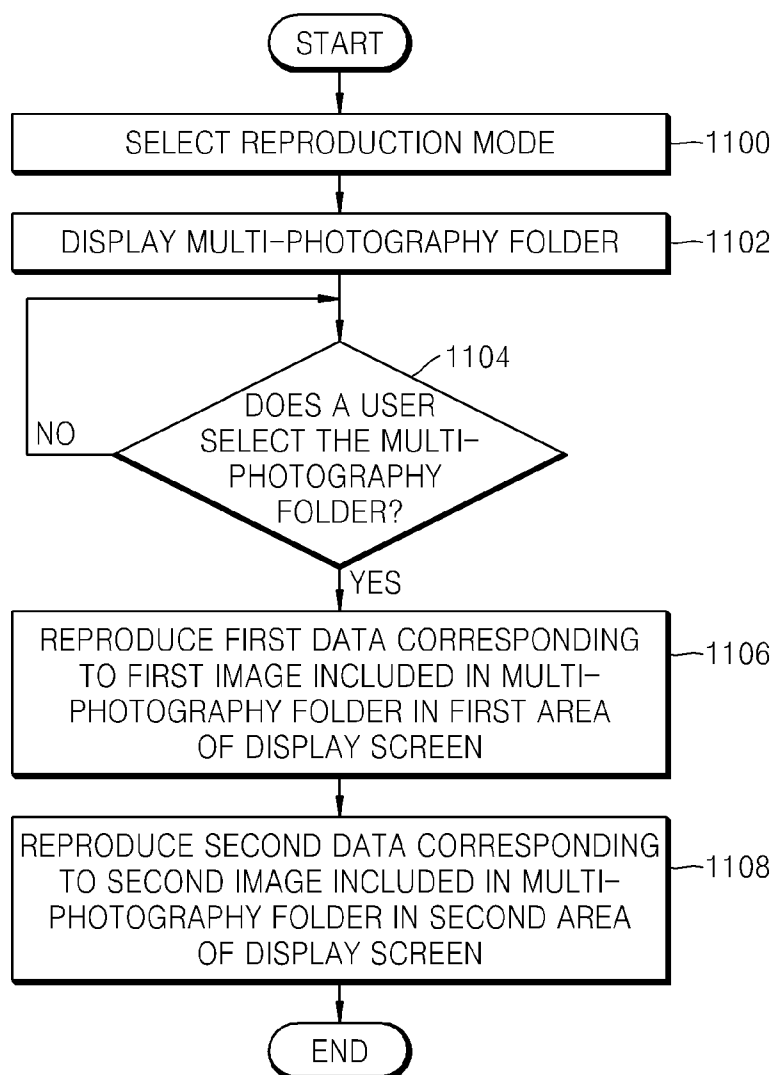 START
SELECT REPRODUCTION MODE
1100
DISPLAY MULTI-PHOTOGRAPHY FOLDER
1102
1104
DOES A USER
SELECT THE MULTI-
PHOTOGRAPHY
FOLDER?
NO
YES
REPRODUCE FIRST DATA CORRESPONDING
TO FIRST IMAGE INCLUDED IN MULTI-
PHOTOGRAPHY FOLDER IN FIRST AREA
OF DISPLAY SCREEN
1106
REPRODUCE SECOND DATA CORRESPONDING
TO SECOND IMAGE INCLUDED IN MULTI-
PHOTOGRAPHY FOLDER IN SECOND AREA
OF DISPLAY SCREEN
1108
END